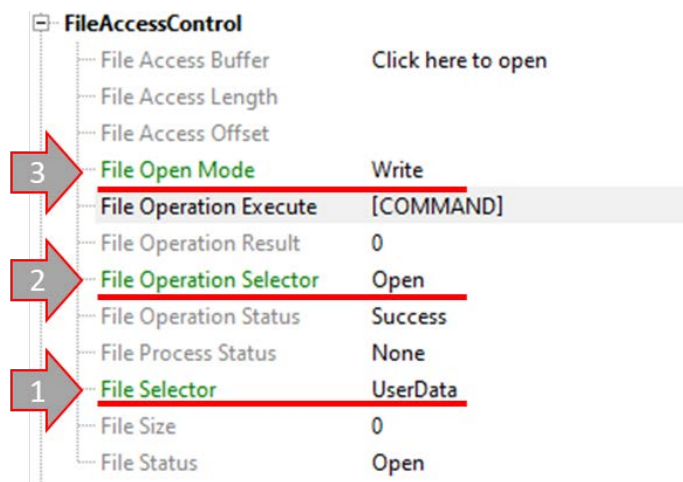 FileAccessControl
File Access Buffer Click here to open
File Access Length
File Access Offset
3 File Open Mode Write
File Operation Execute [COMMAND]
File Operation Result 0
2 File Operation Selector Open
File Operation Status Success
File Process Status None
1 File Selector UserData
File Size 0
File Status Open